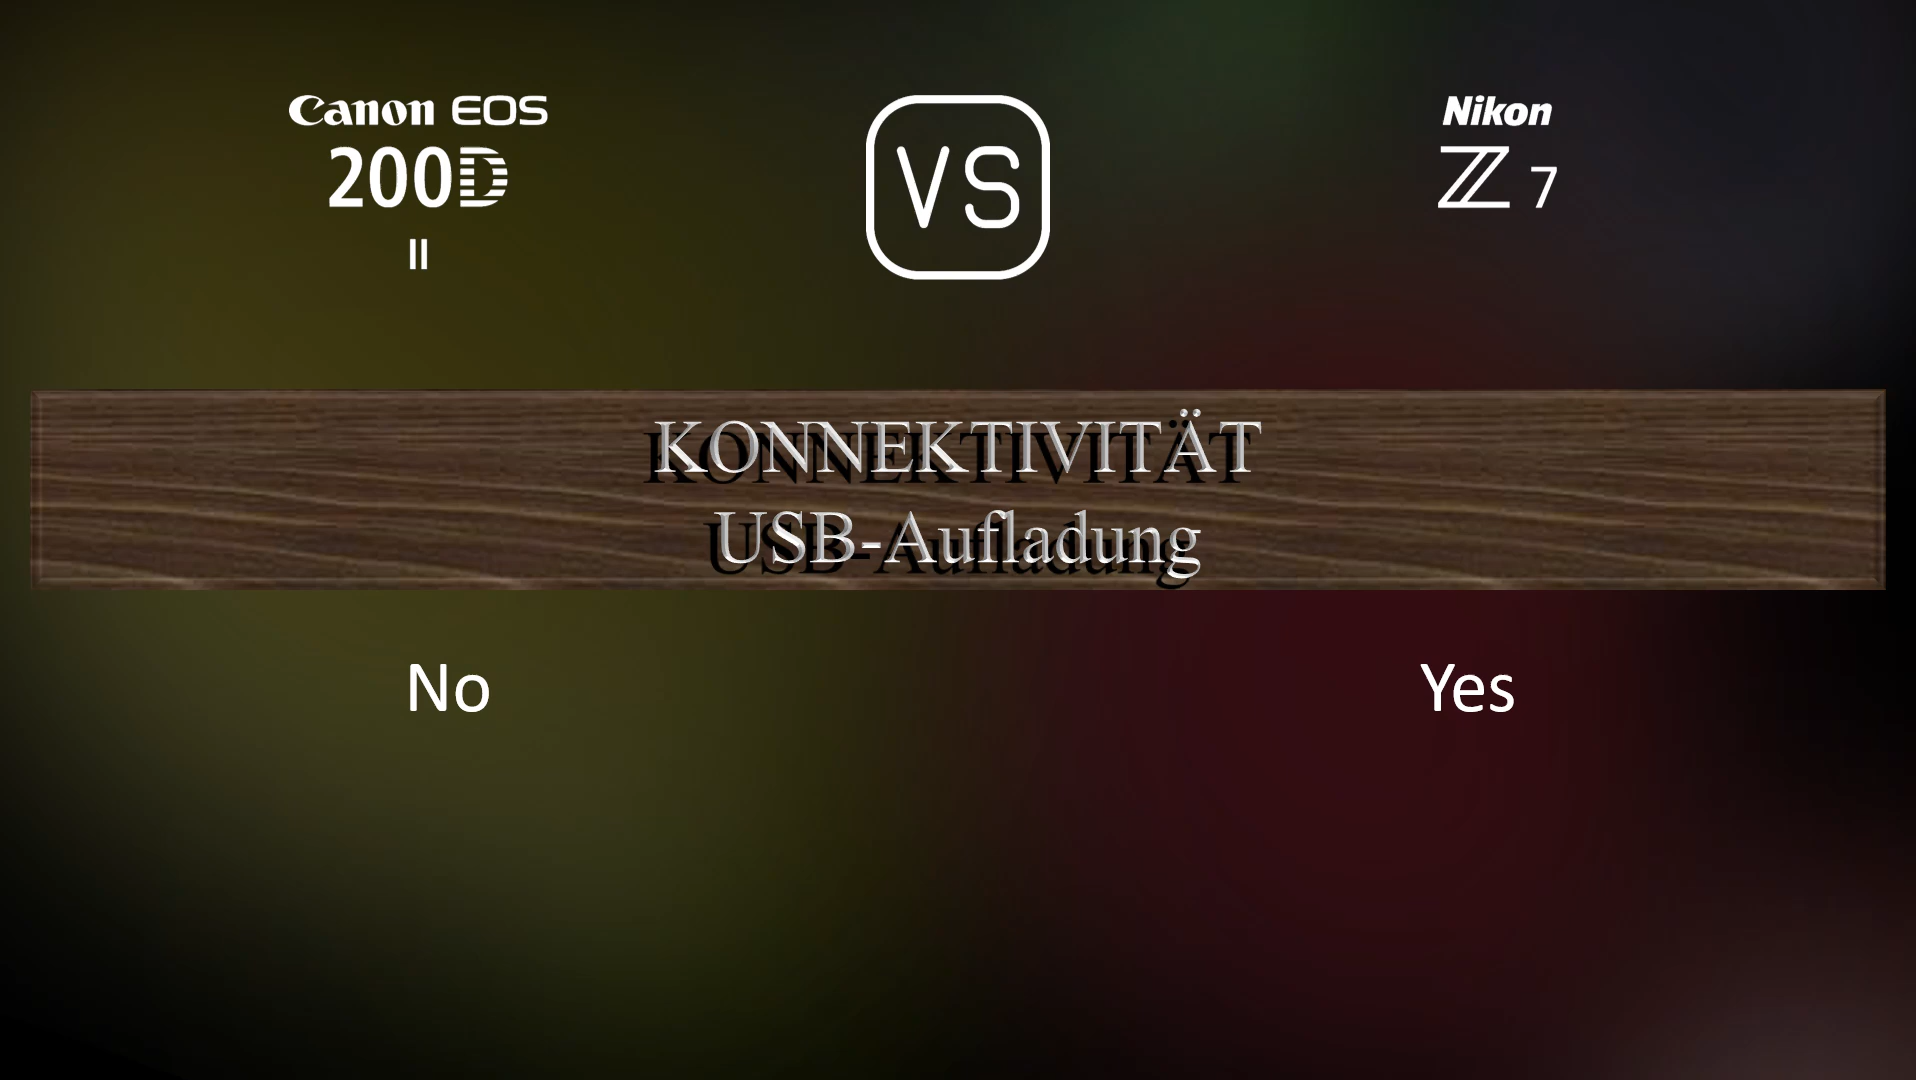 Canon EOS
200D
II
VS
Nikon
Z 7
KONNEKTIVITÄT
USB-Aufladung
No
Yes